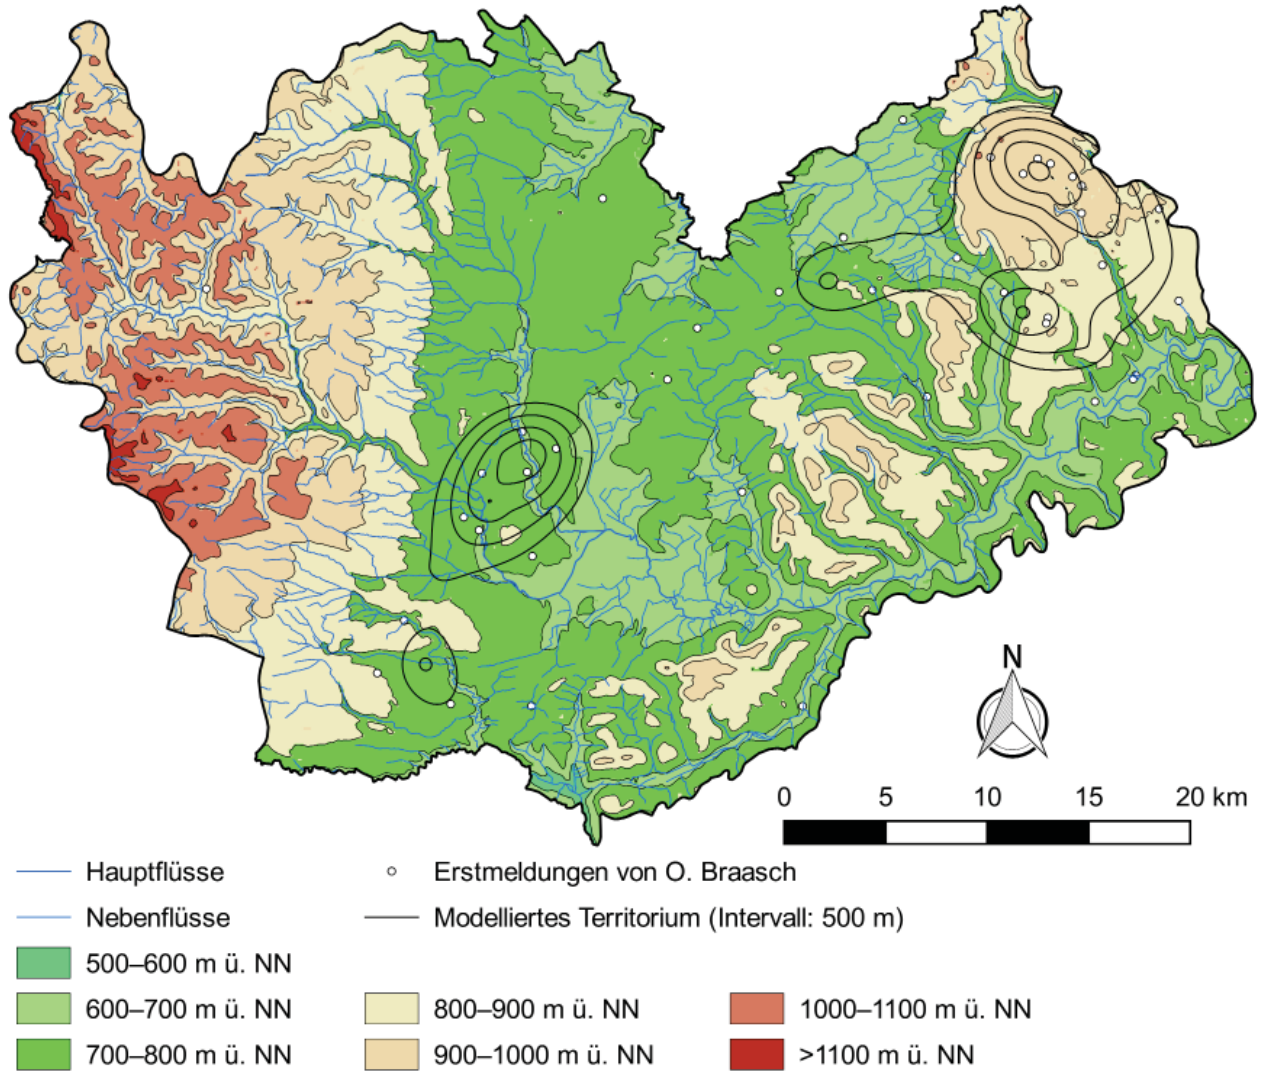 N
0 5 10 15 20 km
Hauptflüsse
Erstmeldungen von O. Braasch
Nebenflüsse
Modelliertes Territorium (Intervall: 500 m)
500–600 m ü. NN
600–700 m ü. NN
800–900 m ü. NN
1000–1100 m ü. NN
700–800 m ü. NN
900–1000 m ü. NN
>1100 m ü. NN